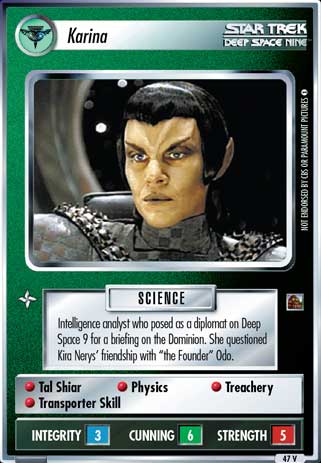 Karina
STAR TREK
DEEP SPACE NINE
NOT ENDORSED BY CBS OR PARAMOUNT PICTURES
SCIENCE
Intelligence analyst who posed as a diplomat on Deep
Space 9 for a briefing on the Dominion. She questioned
Kira Nerys' friendship with “the Founder” Odo.
Tal Shiar
Physics
Treachery
Transporter Skill
INTEGRITY 3 CUNNING 6 STRENGTH 5
47 V